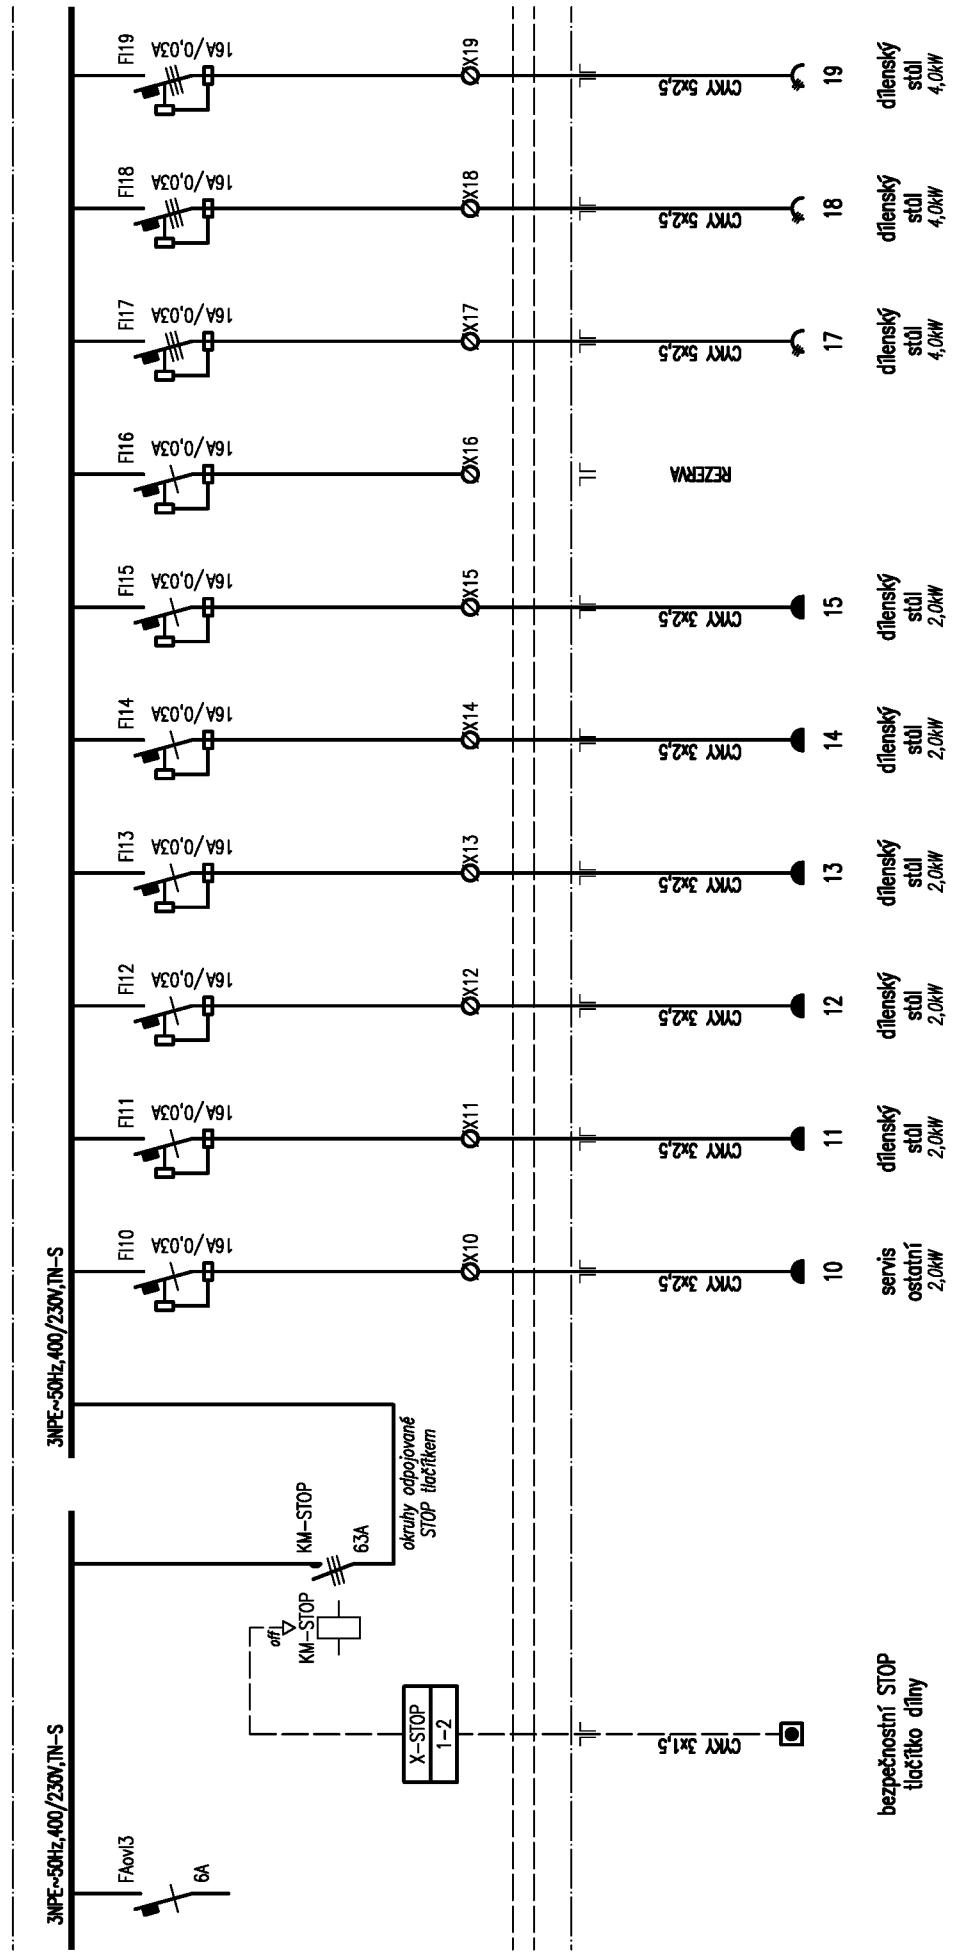 3NPE~50Hz,400/230V,TN-S
FAovl3
6A
X-STOP
1-2
CYKY 3x1,5
bezpečnostní STOP
tlačítko dílny
off
KM-STOP
KM-STOP
63A
okruhy odpojované
STOP tlačítkem
3NPE~50Hz,400/230V,TN-S
FI10
16A/0,03A
X10
CYKY 3x2,5
10
servis
ostatní
2,0kW
FI11
16A/0,03A
X11
CYKY 3x2,5
11
dílenský
stůl
2,0kW
FI12
16A/0,03A
X12
CYKY 3x2,5
12
dílenský
stůl
2,0kW
FI13
16A/0,03A
X13
CYKY 3x2,5
13
dílenský
stůl
2,0kW
FI14
16A/0,03A
X14
CYKY 3x2,5
14
dílenský
stůl
2,0kW
FI15
16A/0,03A
X15
CYKY 3x2,5
15
dílenský
stůl
2,0kW
FI16
16A/0,03A
X16
REZERVA
FI17
16A/0,03A
X17
CYKY 5x2,5
17
dílenský
stůl
4,0kW
FI18
16A/0,03A
X18
CYKY 5x2,5
18
dílenský
stůl
4,0kW
FI19
16A/0,03A
X19
CYKY 5x2,5
19
dílenský
stůl
4,0kW